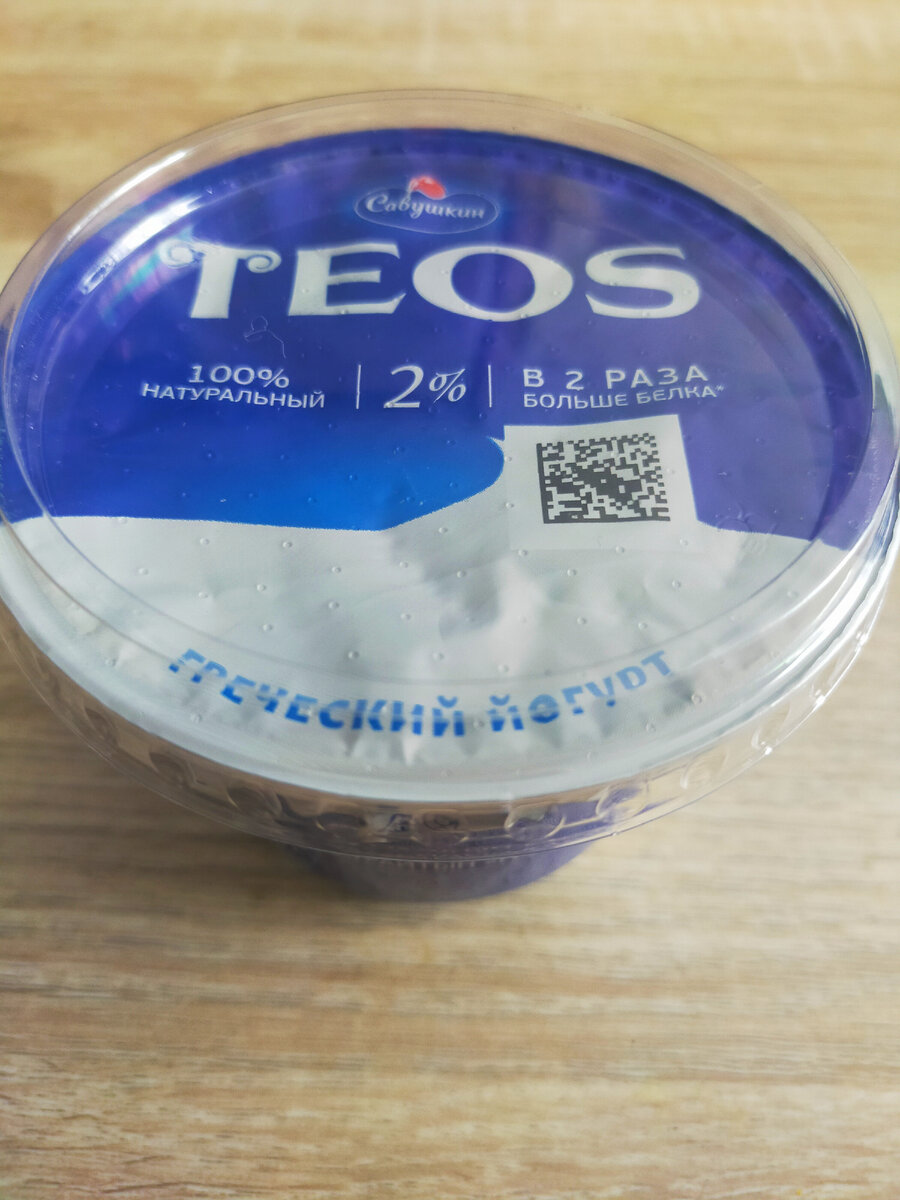 Савушкин
TEOS
100%
НАТУРАЛЬНЫЙ
2%
В 2 РАЗА
БОЛЬШЕ БЕЛКА*
ГРЕЧЕСКИЙ ЙОГУРТ